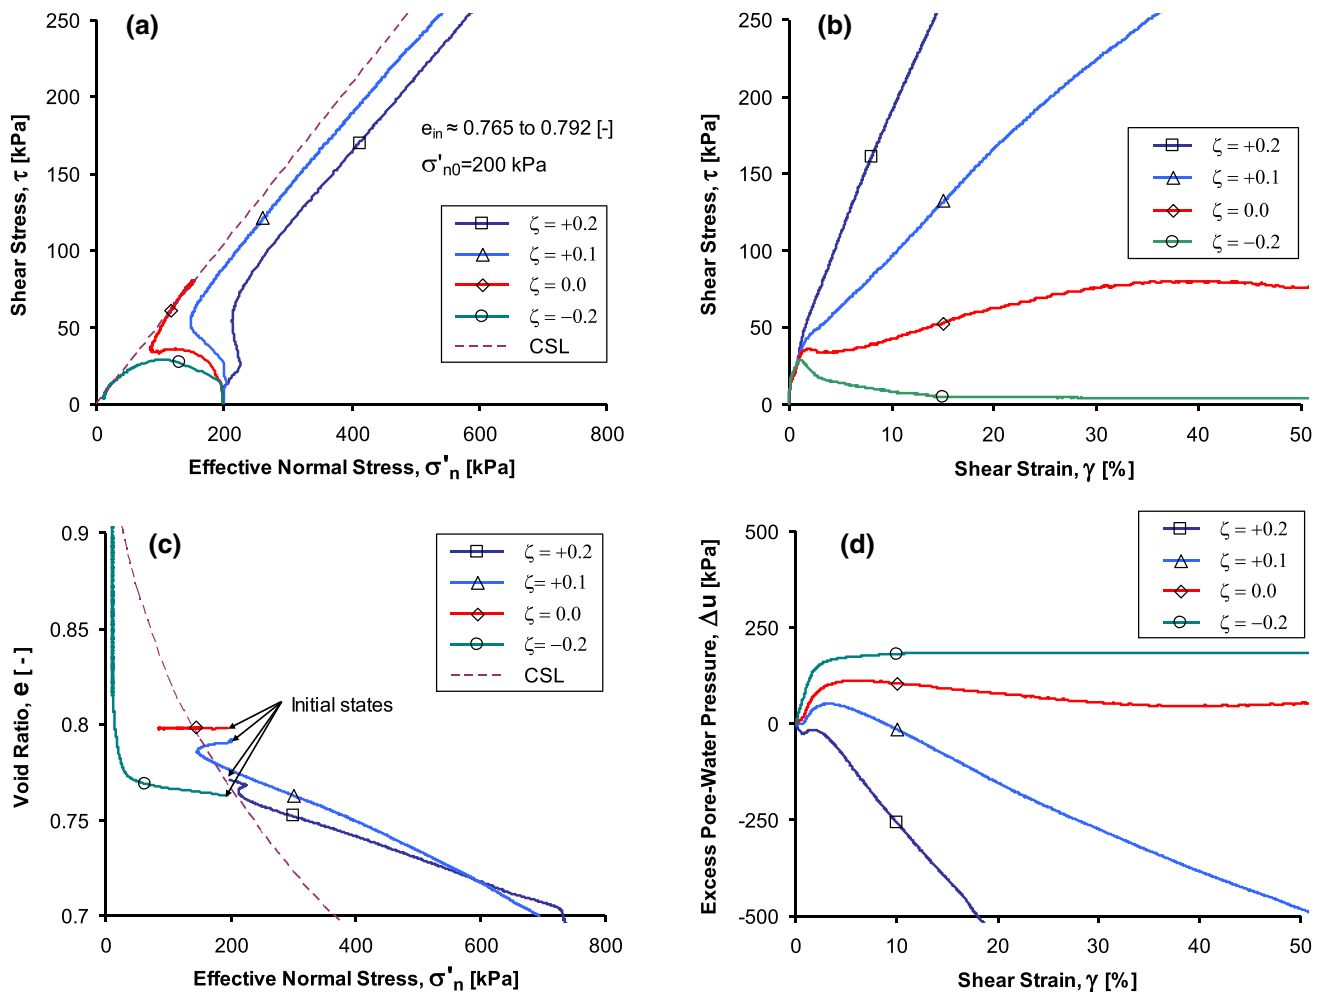 (a)
Shear Stress, τ [kPa]
250
200
150
100
50
0
0 200 400 600 800
Effective Normal Stress, σ'n [kPa]
e_in ≈ 0.765 to 0.792 [-]
σ'n0=200 kPa
ζ = +0.2
ζ = +0.1
ζ = 0.0
ζ = −0.2
CSL
(b)
Shear Stress, τ [kPa]
250
200
150
100
50
0
0 10 20 30 40 50
Shear Strain, γ [%]
ζ = +0.2
ζ = +0.1
ζ = 0.0
ζ = −0.2
(c)
Void Ratio, e [ - ]
0.9
0.85
0.8
0.75
0.7
200 400 600 800
Effective Normal Stress, σ'n [kPa]
Initial states
ζ = +0.2
ζ= +0.1
ζ = 0.0
ζ = −0.2
CSL
(d)
Excess Pore-Water Pressure, Δu [kPa]
500
250
0
-250
-500
0 10 20 30 40 50
Shear Strain, γ [%]
ζ = +0.2
ζ = +0.1
ζ = 0.0
ζ = −0.2